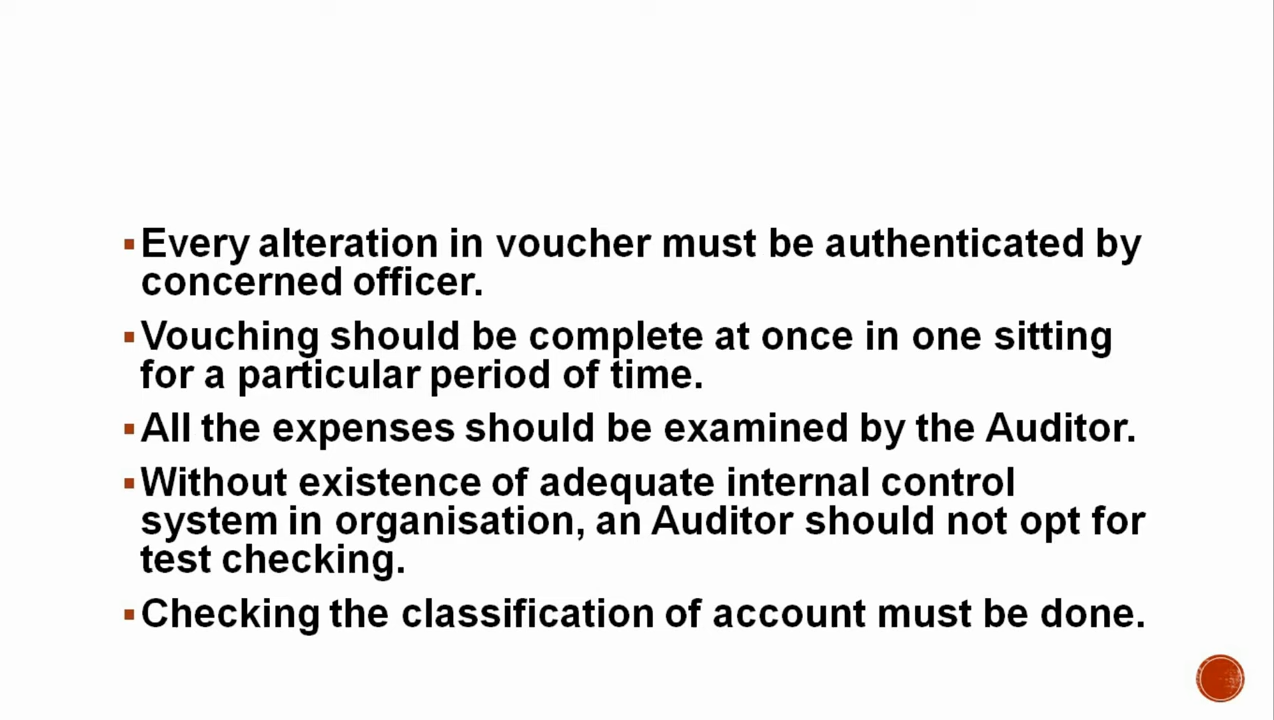 ▪Every alteration in voucher must be authenticated by
concerned officer.
▪Vouching should be complete at once in one sitting
for a particular period of time.
▪All the expenses should be examined by the Auditor.
▪Without existence of adequate internal control
system in organisation, an Auditor should not opt for
test checking.
▪Checking the classification of account must be done.